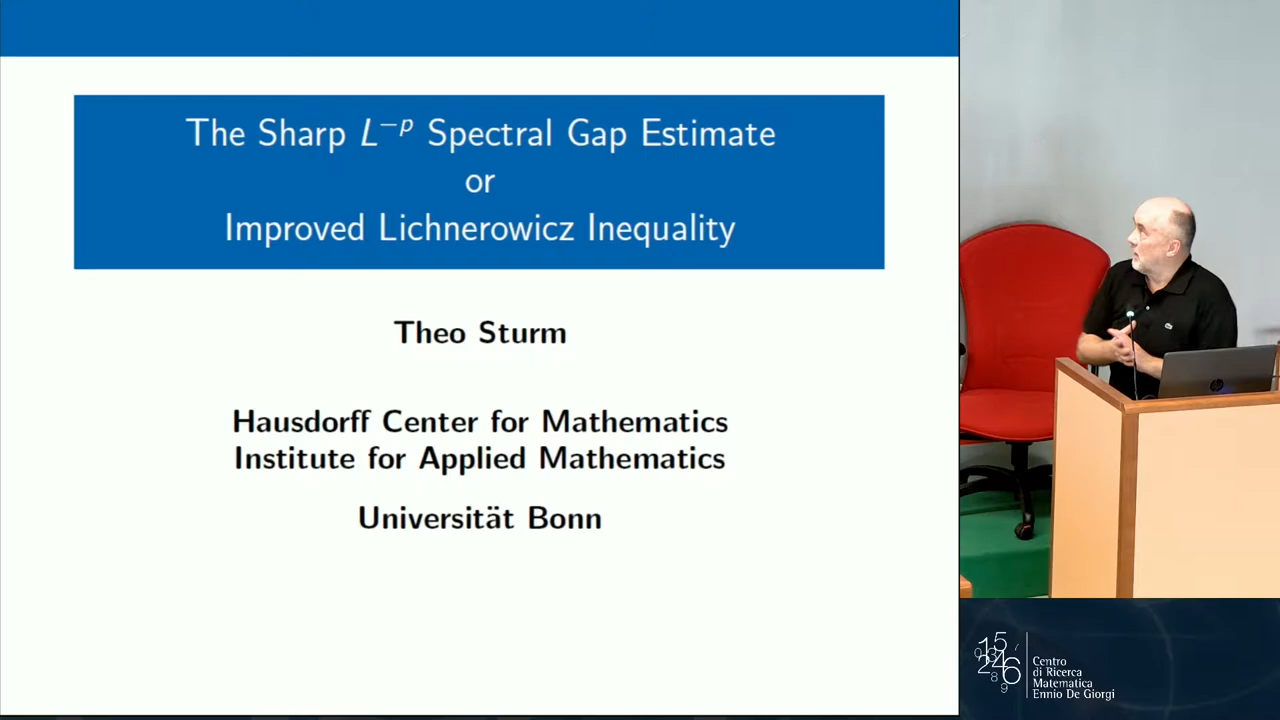 The Sharp L⁻ᵖ Spectral Gap Estimate
or
Improved Lichnerowicz Inequality
Theo Sturm
Hausdorff Center for Mathematics
Institute for Applied Mathematics
Universität Bonn
Centro
di Ricerca
Matematica
Ennio De Giorgi